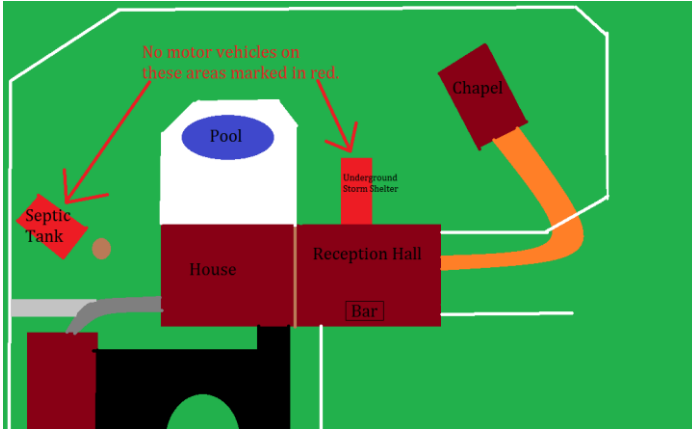 No motor vehicles on
these areas marked in red.
Chapel
Pool
Underground
Storm Shelter
Septic
Tank
House
Reception Hall
Bar